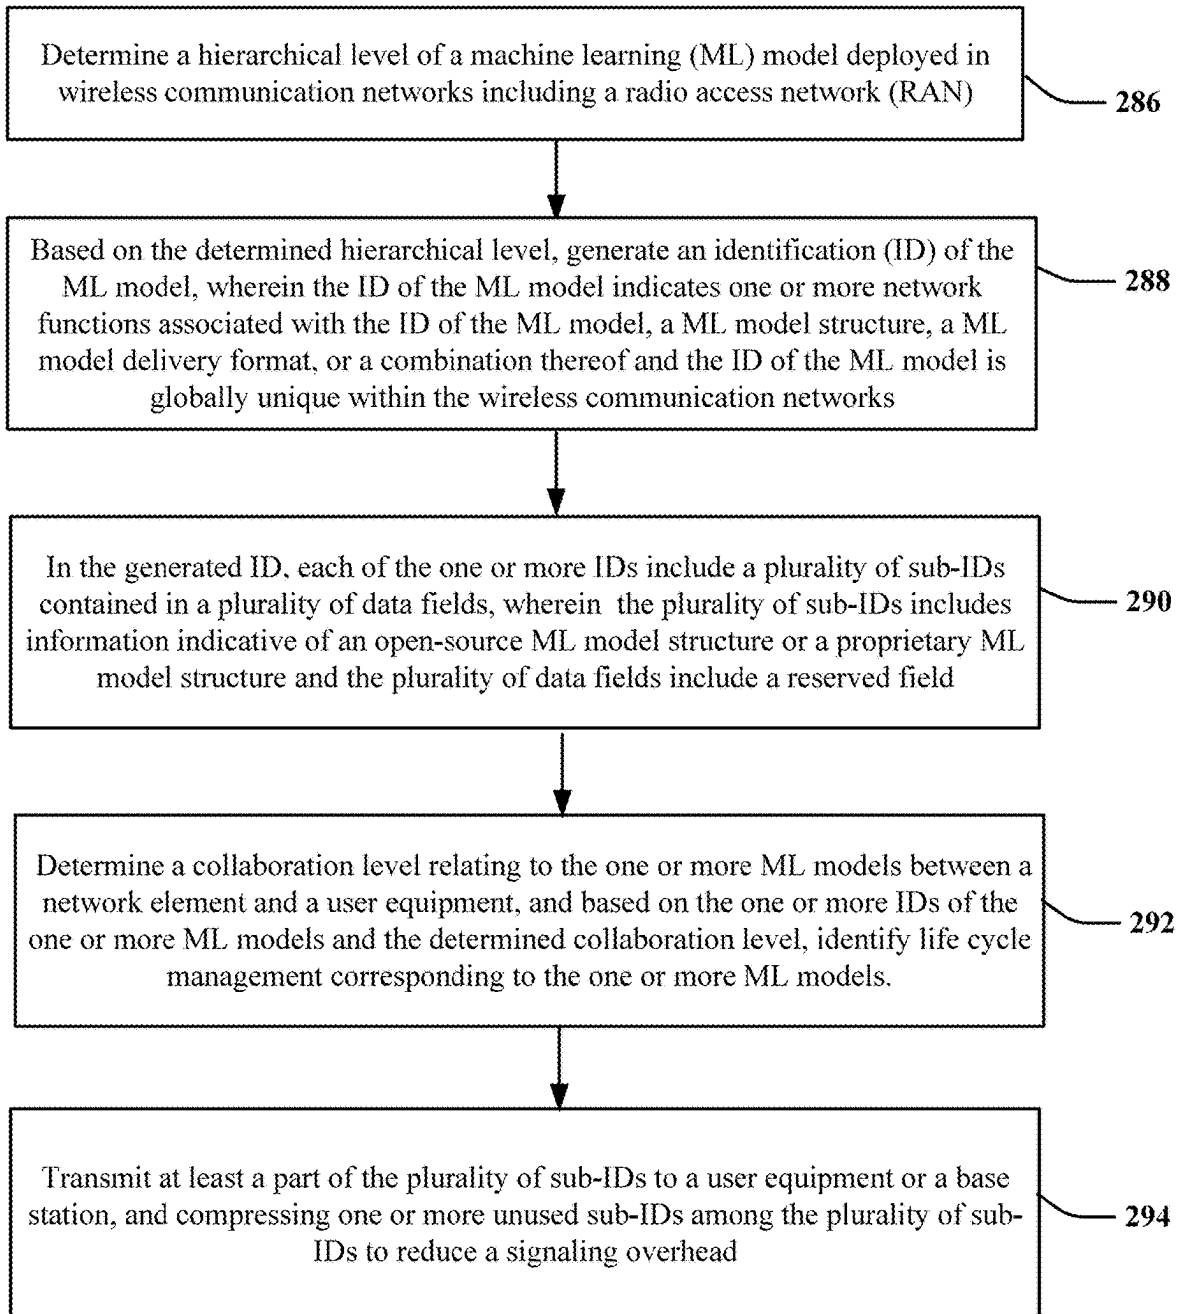 Determine a hierarchical level of a machine learning (ML) model deployed in
wireless communication networks including a radio access network (RAN)
286
Based on the determined hierarchical level, generate an identification (ID) of the
ML model, wherein the ID of the ML model indicates one or more network
functions associated with the ID of the ML model, a ML model structure, a ML
model delivery format, or a combination thereof and the ID of the ML model is
globally unique within the wireless communication networks
288
In the generated ID, each of the one or more IDs include a plurality of sub-IDs
contained in a plurality of data fields, wherein the plurality of sub-IDs includes
information indicative of an open-source ML model structure or a proprietary ML
model structure and the plurality of data fields include a reserved field
290
Determine a collaboration level relating to the one or more ML models between a
network element and a user equipment, and based on the one or more IDs of the
one or more ML models and the determined collaboration level, identify life cycle
management corresponding to the one or more ML models.
292
Transmit at least a part of the plurality of sub-IDs to a user equipment or a base
station, and compressing one or more unused sub-IDs among the plurality of sub-
IDs to reduce a signaling overhead
294